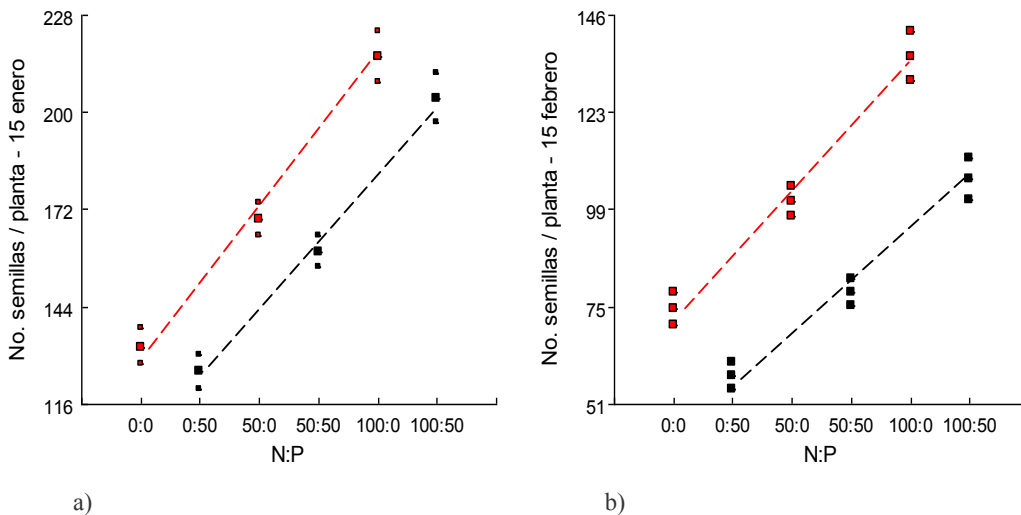 No. semillas / planta - 15 enero
228
200
172
144
116
0:0 0:50 50:0 50:50 100:0 100:50
N:P
a)
No. semillas / planta - 15 febrero
146
123
99
75
51
0:0 0:50 50:0 50:50 100:0 100:50
N:P
b)